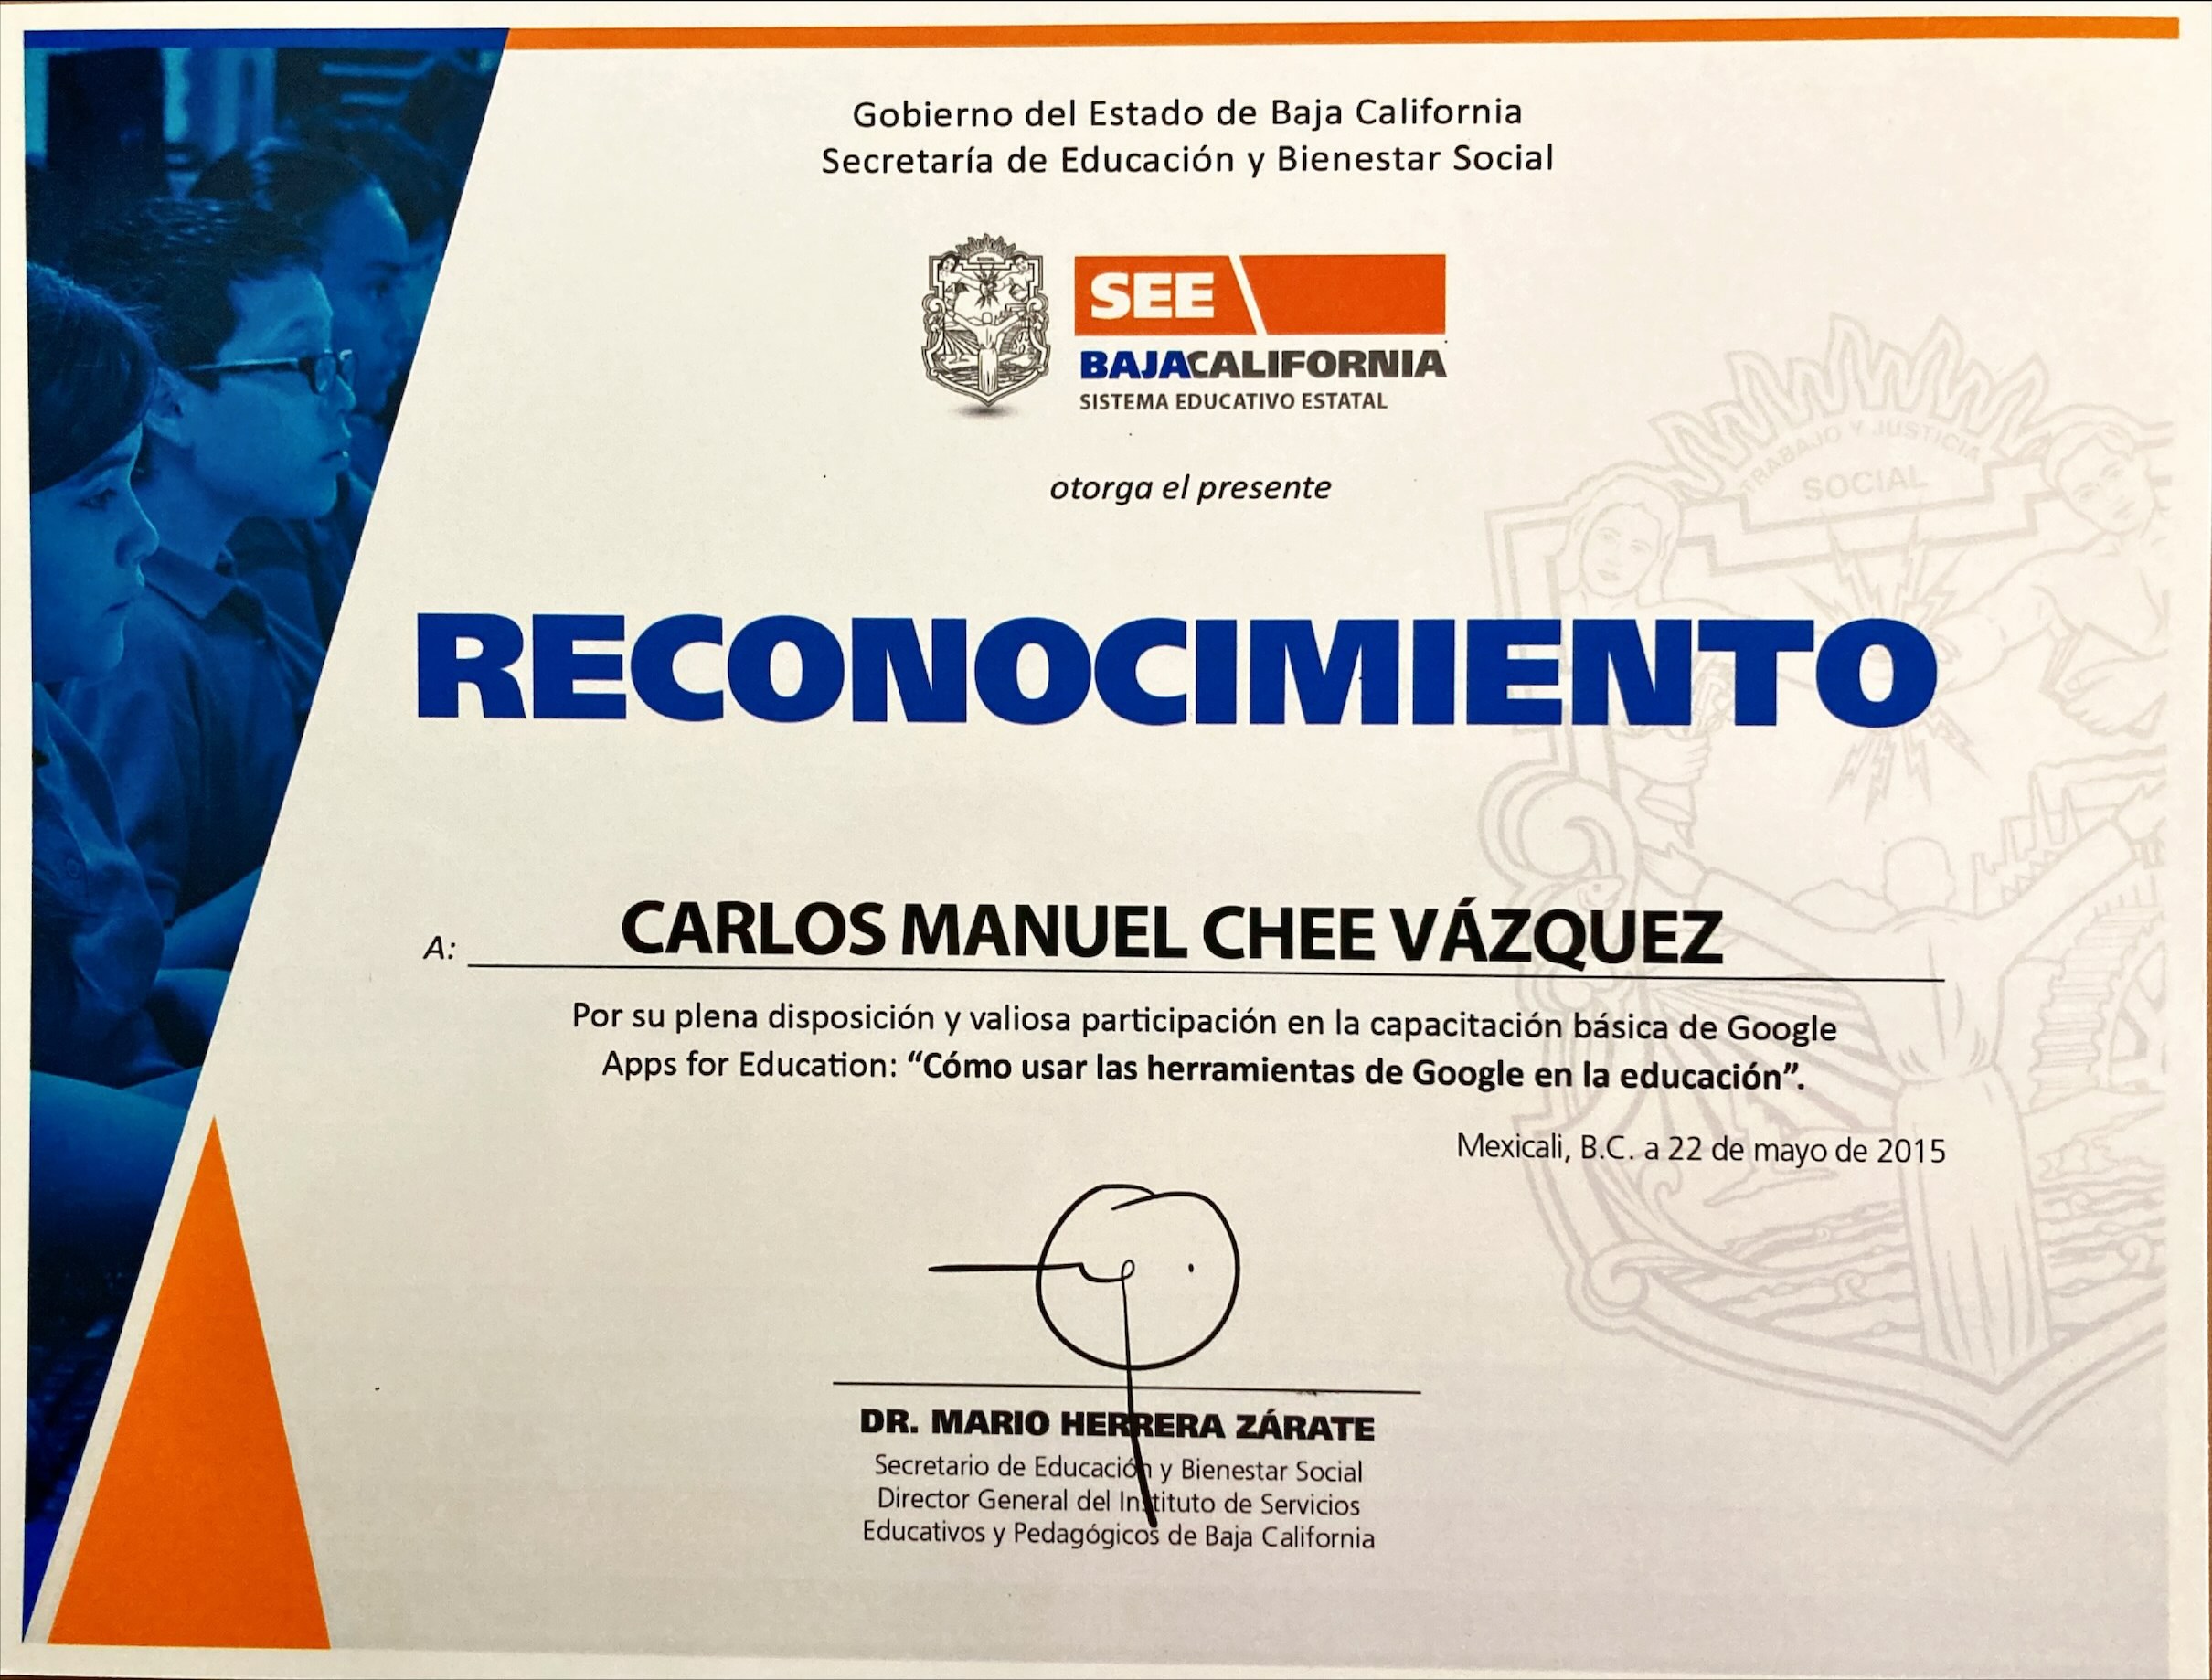 Gobierno del Estado de Baja California
Secretaría de Educación y Bienestar Social
SEE
BAJACALIFORNIA
SISTEMA EDUCATIVO ESTATAL
TRABAJO Y JUSTICIA
SOCIAL
otorga el presente
RECONOCIMIENTO
A: CARLOS MANUEL CHEE VÁZQUEZ
Por su plena disposición y valiosa participación en la capacitación básica de Google
Apps for Education: “Cómo usar las herramientas de Google en la educación”.
Mexicali, B.C. a 22 de mayo de 2015
DR. MARIO HERRERA ZÁRATE
Secretario de Educación y Bienestar Social
Director General del Instituto de Servicios
Educativos y Pedagógicos de Baja California